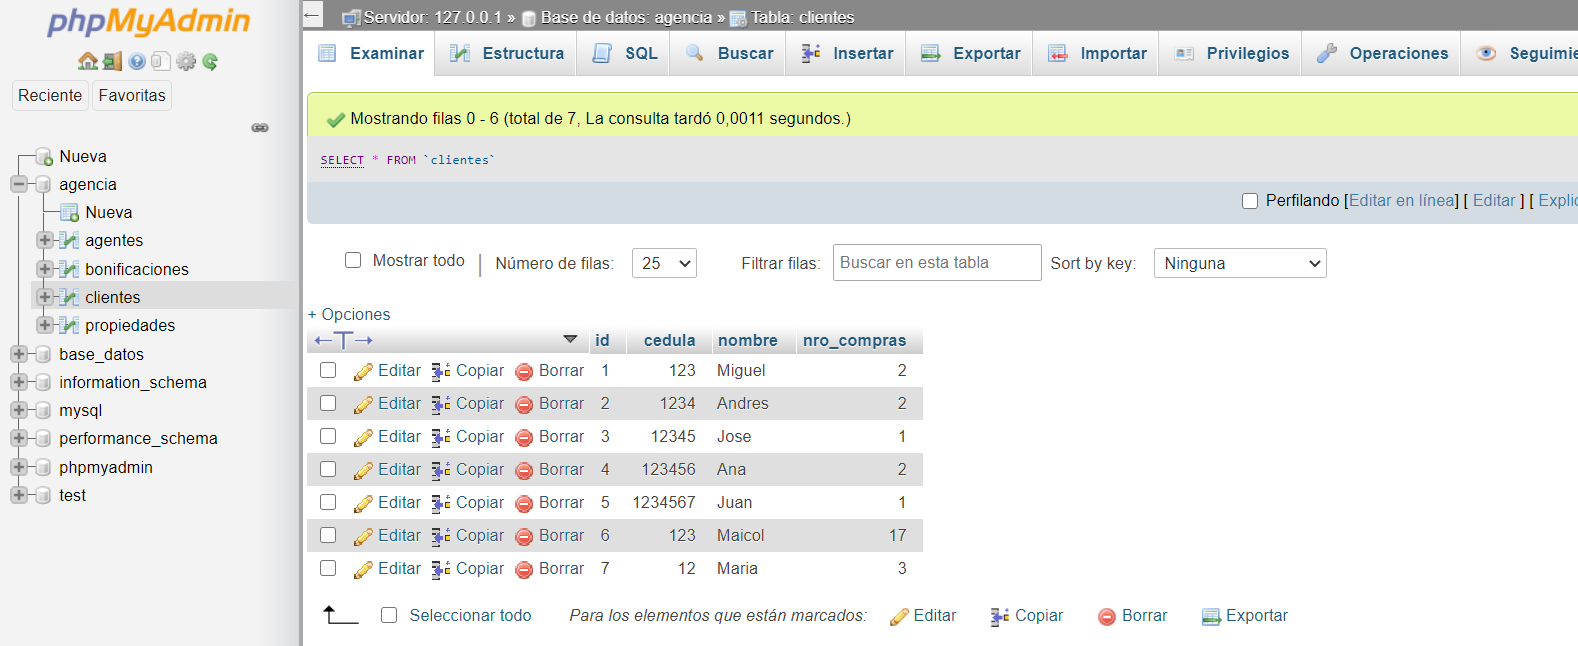 phpMyAdmin
Reciente Favoritas
Nueva
agencia
Nueva
agentes
bonificaciones
clientes
propiedades
base_datos
information_schema
mysql
performance_schema
phpmyadmin
test
Servidor: 127.0.0.1 » Base de datos: agencia » Tabla: clientes
Examinar Estructura SQL Buscar Insertar Exportar Importar Privilegios Operaciones Seguimie
Mostrando filas 0 - 6 (total de 7, La consulta tardó 0,0011 segundos.)
SELECT * FROM `clientes`
Perfilando [Editar en línea] [ Editar ] [ Explic
Mostrar todo | Número de filas: 25 Filtrar filas: Buscar en esta tabla Sort by key: Ninguna
+ Opciones
←T→ id cedula nombre nro_compras
Editar Copiar Borrar 1 123 Miguel 2
Editar Copiar Borrar 2 1234 Andres 2
Editar Copiar Borrar 3 12345 Jose 1
Editar Copiar Borrar 4 123456 Ana 2
Editar Copiar Borrar 5 1234567 Juan 1
Editar Copiar Borrar 6 123 Maicol 17
Editar Copiar Borrar 7 12 Maria 3
Seleccionar todo Para los elementos que están marcados: Editar Copiar Borrar Exportar